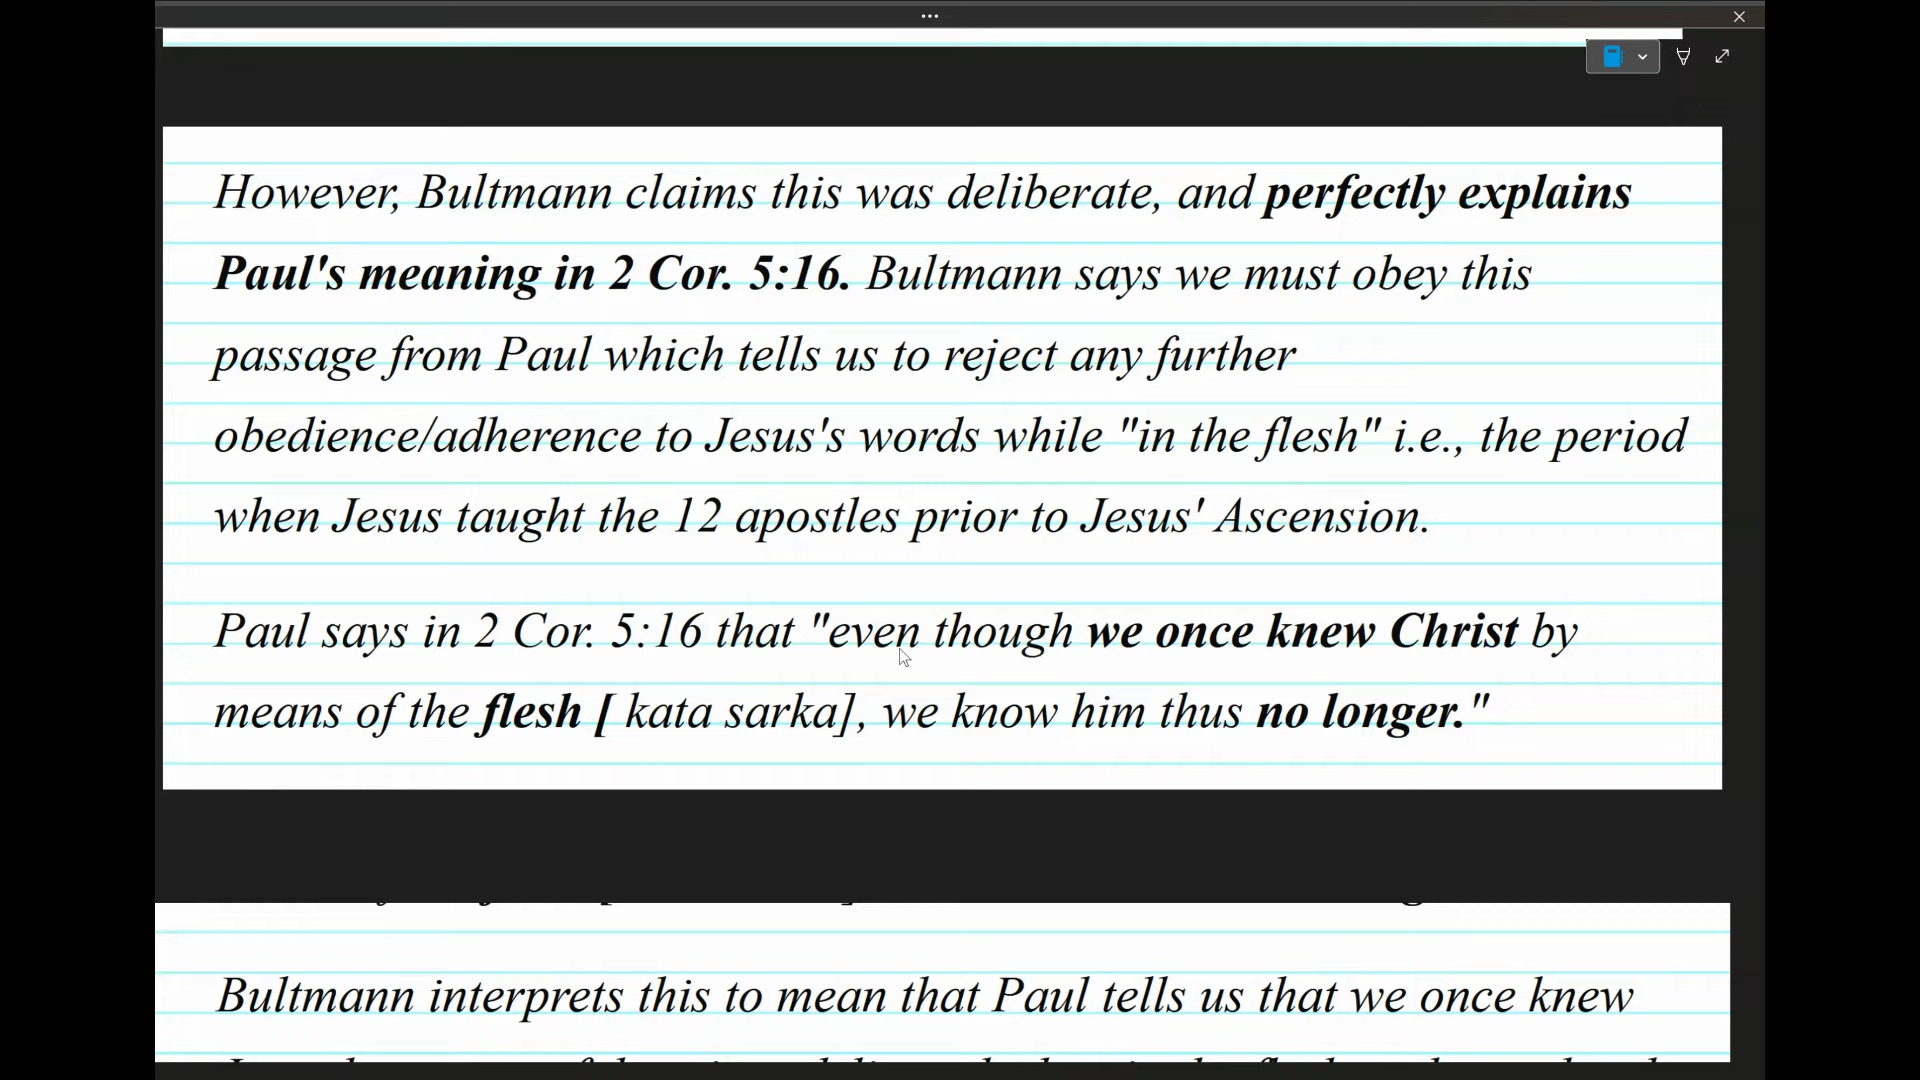 However, Bultmann claims this was deliberate, and perfectly explains
Paul's meaning in 2 Cor. 5:16. Bultmann says we must obey this
passage from Paul which tells us to reject any further
obedience/adherence to Jesus's words while "in the flesh" i.e., the period
when Jesus taught the 12 apostles prior to Jesus' Ascension.
Paul says in 2 Cor. 5:16 that "even though we once knew Christ by
means of the flesh [ kata sarka], we know him thus no longer."
Bultmann interprets this to mean that Paul tells us that we once knew